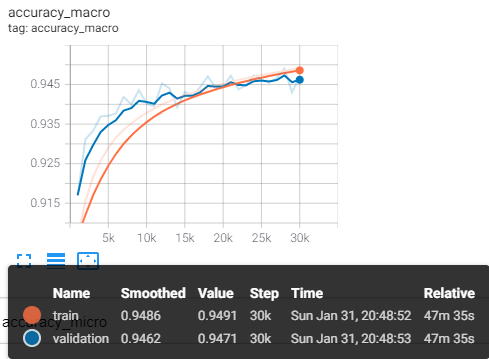 accuracy_macro
tag: accuracy_macro
0.945
0.935
0.925
0.915
5k 10k 15k 20k 25k 30k
Name Smoothed Value Step Time Relative
train 0.9486 0.9491 30k Sun Jan 31, 20:48:52 47m 35s
accuracy_micro
validation 0.9462 0.9471 30k Sun Jan 31, 20:48:53 47m 35s